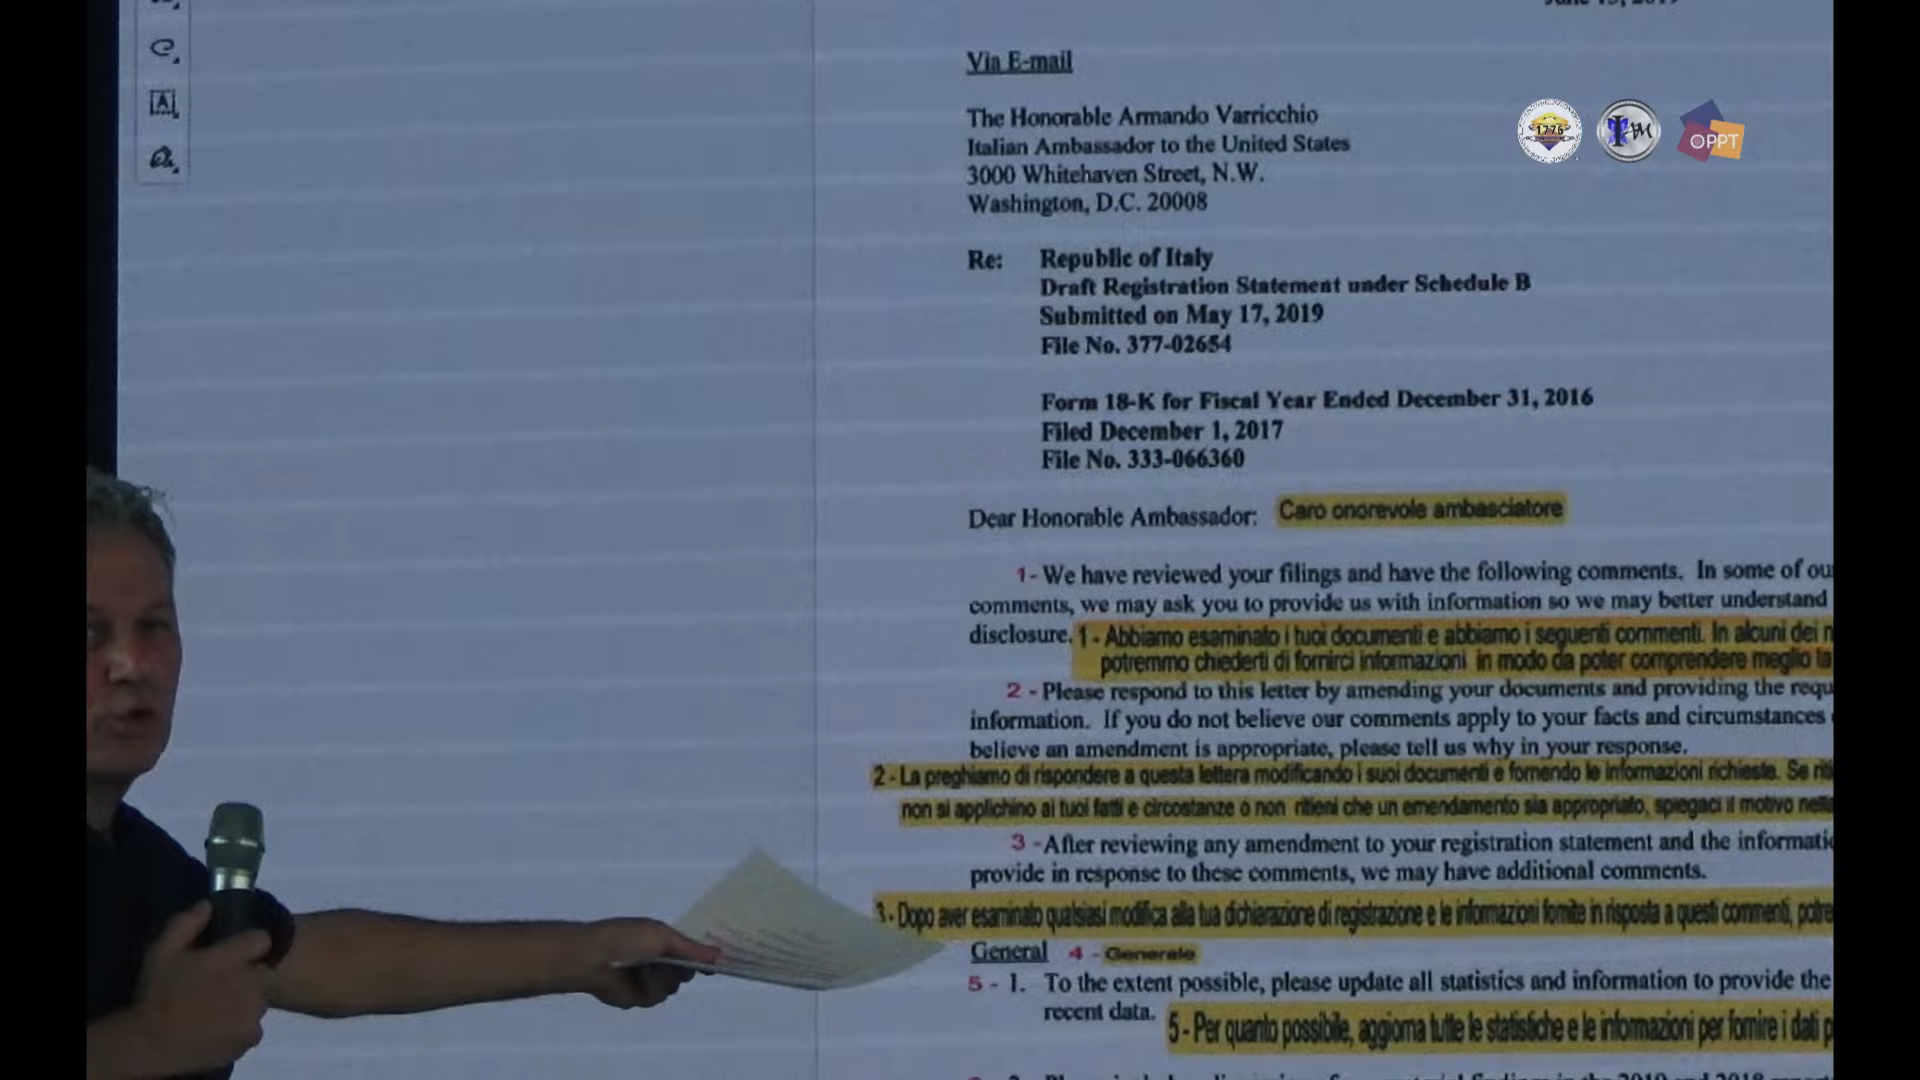 Via E-mail
The Honorable Armando Varricchio
Italian Ambassador to the United States
3000 Whitehaven Street, N.W.
Washington, D.C. 20008
1776
OPPT
Re: Republic of Italy
Draft Registration Statement under Schedule B
Submitted on May 17, 2019
File No. 377-02654
Form 18-K for Fiscal Year Ended December 31, 2016
Filed December 1, 2017
File No. 333-066360
Dear Honorable Ambassador: Caro onorevole ambasciatore
1- We have reviewed your filings and have the following comments. In some of
comments, we may ask you to provide us with information so we may better understand
disclosure. 1 - Abbiamo esaminato i tuoi documenti e abbiamo i seguenti commenti. In alcuni dei
potremmo chiederti di fornirci informazioni in modo da poter comprendere meglio
2 - Please respond to this letter by amending your documents and providing the
information. If you do not believe our comments apply to your facts and circumstances
believe an amendment is appropriate, please tell us why in your response.
2 - La preghiamo di rispondere a questa lettera modificando i suoi documenti e fornendo le informazioni richieste. Se
non si applichino ai tuoi fatti e circostanze o non ritieni che un emendamento sia appropriato, spiegaci il motivo
3 - After reviewing any amendment to your registration statement and the
provide in response to these comments, we may have additional comments.
3 - Dopo aver esaminato qualsiasi modifica alla tua dichiarazione di registrazione e le informazioni fornite in risposta a questi commenti,
General 4 - Generale
5 - 1. To the extent possible, please update all statistics and information to provide the
recent data. 5 - Per quanto possibile, aggiorna tutte le statistiche e le informazioni per fornire i dati